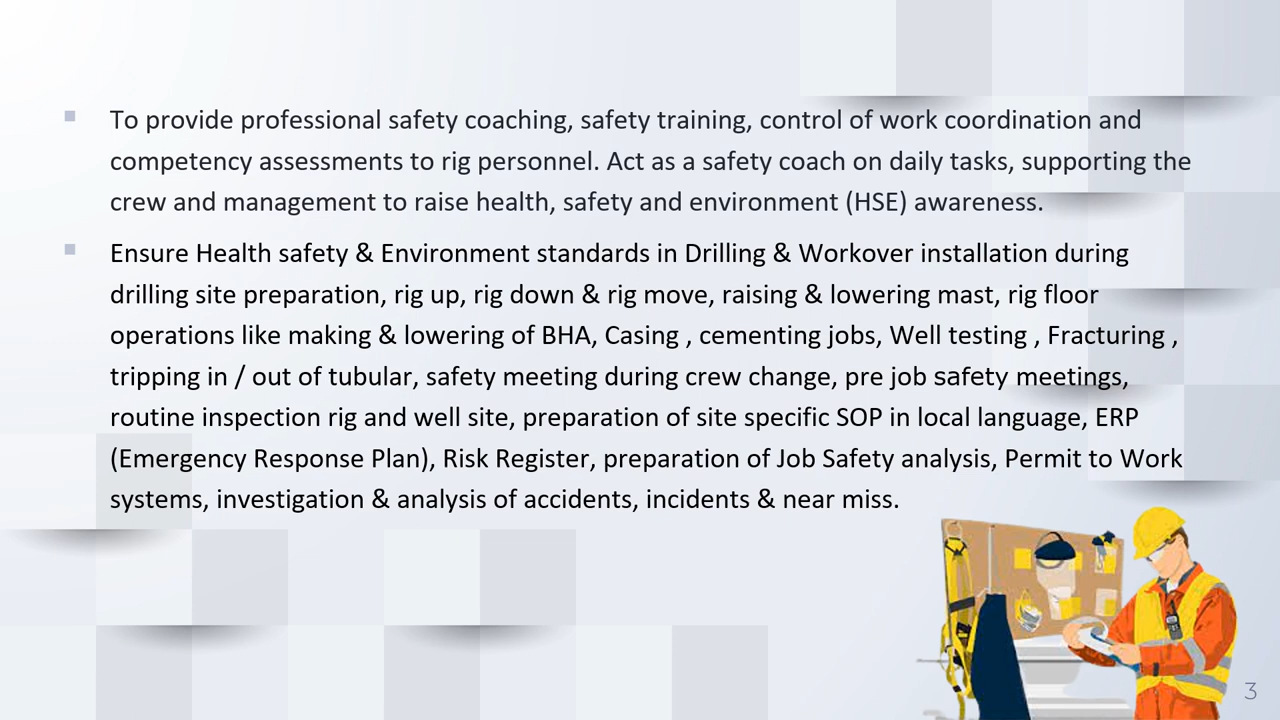 To provide professional safety coaching, safety training, control of work coordination and
competency assessments to rig personnel. Act as a safety coach on daily tasks, supporting the
crew and management to raise health, safety and environment (HSE) awareness.
Ensure Health safety & Environment standards in Drilling & Workover installation during
drilling site preparation, rig up, rig down & rig move, raising & lowering mast, rig floor
operations like making & lowering of BHA, Casing , cementing jobs, Well testing , Fracturing ,
tripping in / out of tubular, safety meeting during crew change, pre job safety meetings,
routine inspection rig and well site, preparation of site specific SOP in local language, ERP
(Emergency Response Plan), Risk Register, preparation of Job Safety analysis, Permit to Work
systems, investigation & analysis of accidents, incidents & near miss.
3